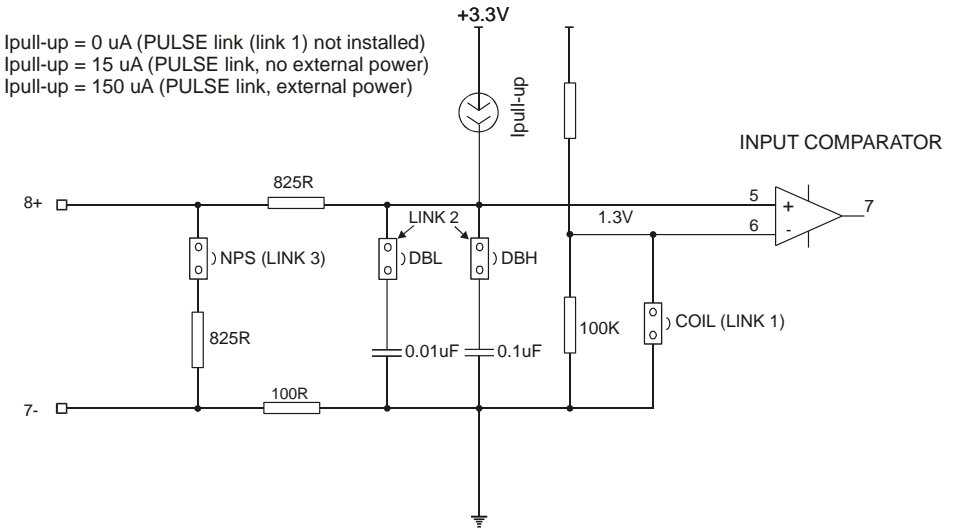 +3.3V
Ipull-up = 0 uA (PULSE link (link 1) not installed)
Ipull-up = 15 uA (PULSE link, no external power)
Ipull-up = 150 uA (PULSE link, external power)
Ipull-up
INPUT COMPARATOR
8+
825R
LINK 2
1.3V
5
+
7
6
-
NPS (LINK 3)
DBL
DBH
825R
0.01uF
0.1uF
100K
COIL (LINK 1)
7-
100R